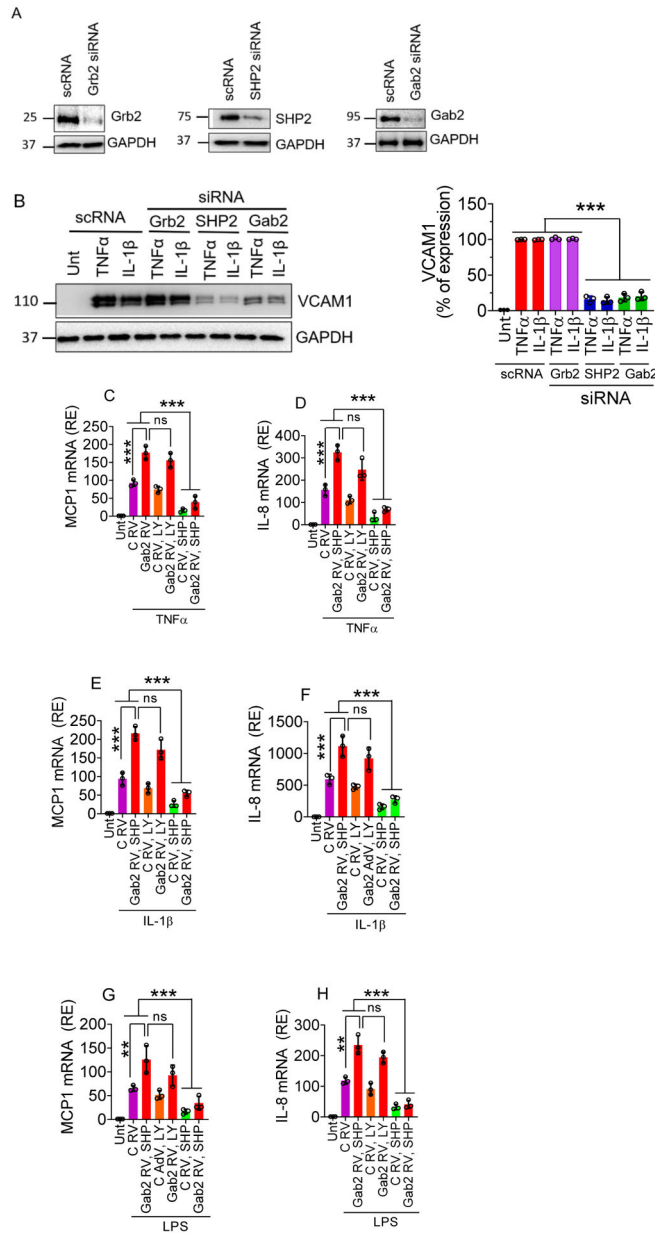 A
scRNA
Grb2 siRNA
25
Grb2
37
GAPDH
scRNA
SHP2 siRNA
75
SHP2
37
GAPDH
scRNA
Gab2 siRNA
95
Gab2
37
GAPDH
B
siRNA
scRNA
Grb2 SHP2 Gab2
Unt
TNFα
IL-1β
TNFα
IL-1β
TNFα
IL-1β
TNFα
IL-1β
110
VCAM1
37
GAPDH
VCAM1
(% of expression)
100
50
0
***
Unt
TNFα
IL-1β
TNFα
IL-1β
TNFα
IL-1β
TNFα
IL-1β
scRNA Grb2 SHP2 Gab2
siRNA
C
MCP1 mRNA (RE)
200
150
100
50
0
***
ns
***
Unt
C RV
Gab2 RV
C RV, LY
Gab2 RV, LY
C RV, SHP
Gab2 RV, SHP
TNFα
D
IL-8 mRNA (RE)
400
300
200
100
0
***
ns
***
Unt
C RV
Gab2 RV, SHP
C RV, LY
Gab2 RV, LY
C RV, SHP
Gab2 RV, SHP
TNFα
E
MCP1 mRNA (RE)
250
200
150
100
50
0
***
ns
***
Unt
C RV
Gab2 RV, SHP
C RV, LY
Gab2 RV, LY
C RV, SHP
Gab2 RV, SHP
IL-1β
F
IL-8 mRNA (RE)
1500
1000
500
0
***
ns
***
Unt
C RV
Gab2 RV, SHP
C RV, LY
Gab2 AdV, LY
C RV, SHP
Gab2 RV, SHP
IL-1β
G
MCP1 mRNA (RE)
200
150
100
50
0
***
ns
**
Unt
C RV
Gab2 RV, SHP
C AdV, LY
Gab2 RV, LY
C RV, SHP
Gab2 RV, SHP
LPS
H
IL-8 mRNA (RE)
300
200
100
0
***
ns
**
Unt
C RV
Gab2 RV, SHP
C RV, LY
Gab2 RV, LY
C RV, SHP
Gab2 RV, SHP
LPS